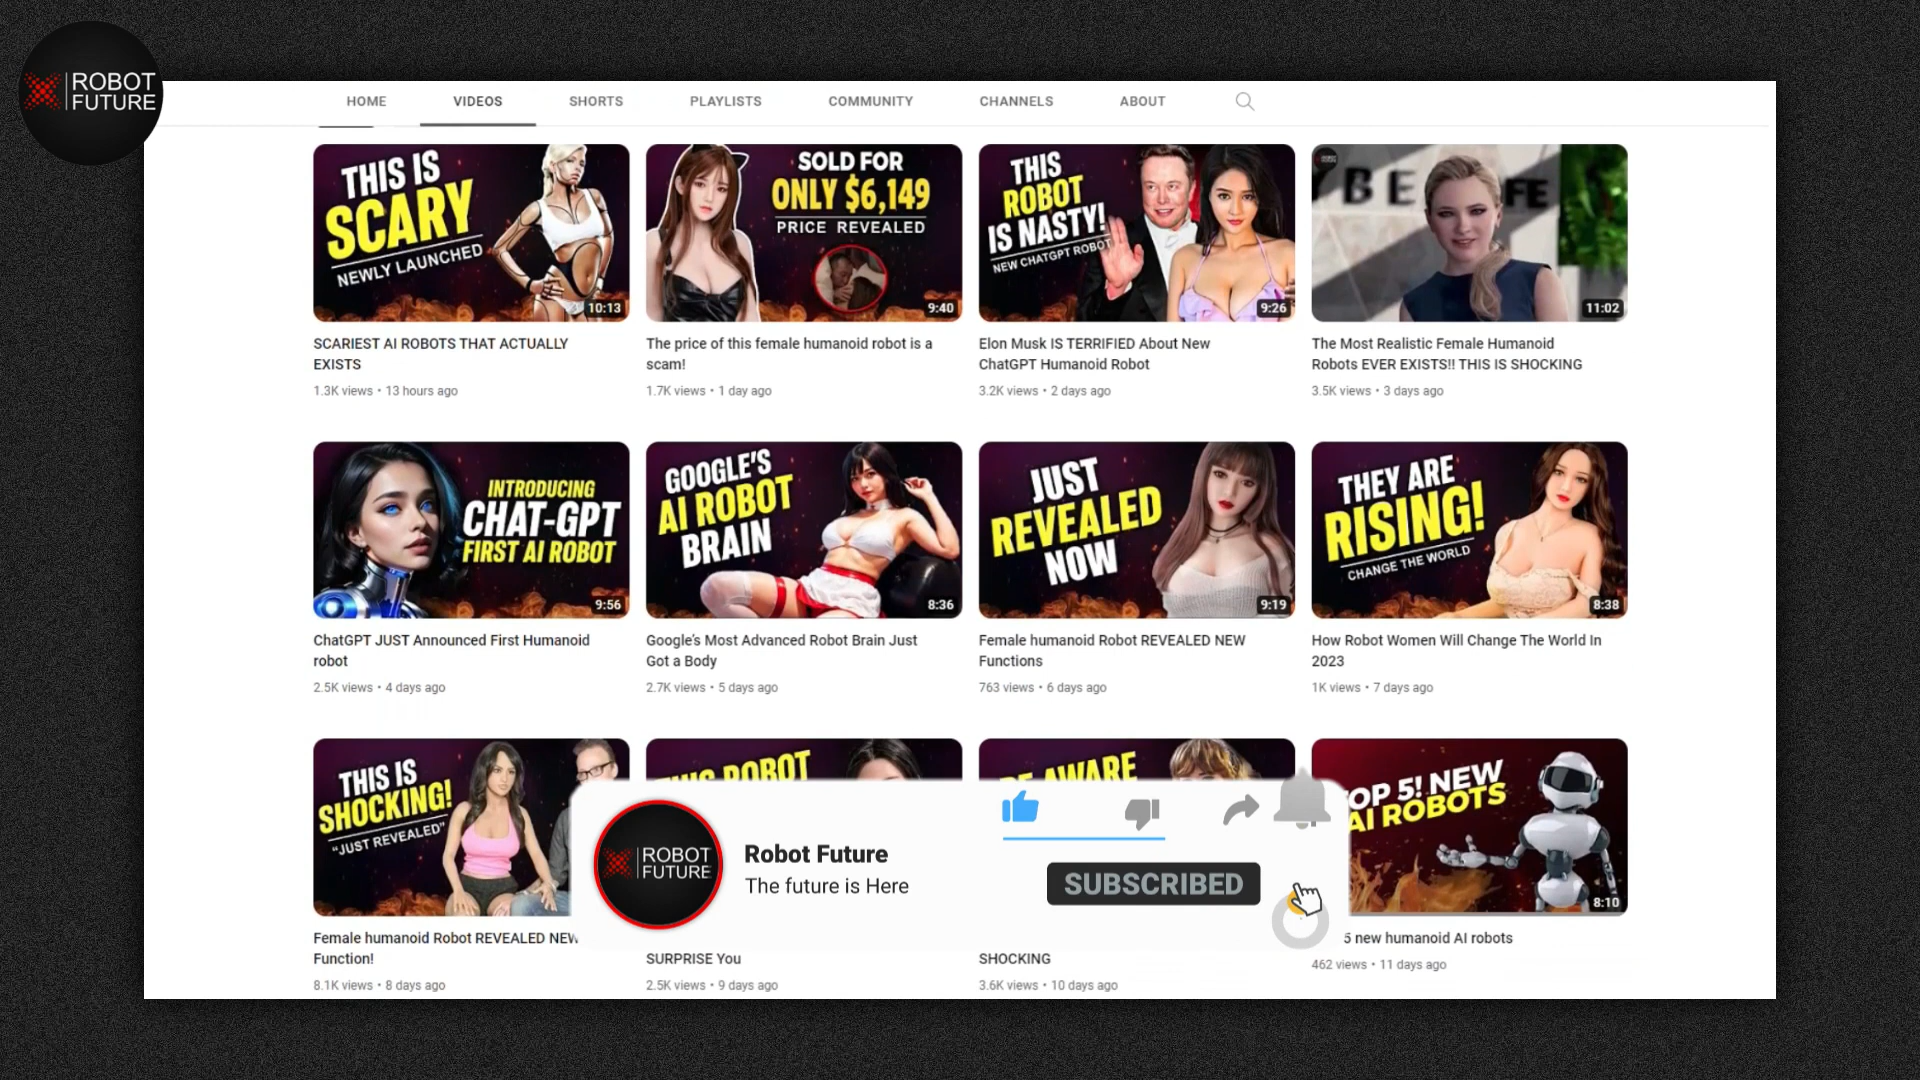 ROBOT
FUTURE
HOME
VIDEOS
SHORTS
PLAYLISTS
COMMUNITY
CHANNELS
ABOUT
THIS IS
SCARY
NEWLY LAUNCHED
10:13
SOLD FOR
ONLY $6,149
PRICE REVEALED
9:40
THIS
ROBOT
IS NASTY!
NEW CHATGPT ROBOT
9:26
11:02
SCARIEST AI ROBOTS THAT ACTUALLY
EXISTS
1.3K views • 13 hours ago
The price of this female humanoid robot is a
scam!
1.7K views • 1 day ago
Elon Musk IS TERRIFIED About New
ChatGPT Humanoid Robot
3.2K views • 2 days ago
The Most Realistic Female Humanoid
Robots EVER EXISTS!! THIS IS SHOCKING
3.5K views • 3 days ago
INTRODUCING
CHAT-GPT
FIRST AI ROBOT
9:56
GOOGLE'S
AI ROBOT
BRAIN
8:36
JUST
REVEALED
NOW
9:19
THEY ARE
RISING!
CHANGE THE WORLD
8:38
ChatGPT JUST Announced First Humanoid
robot
2.5K views • 4 days ago
Google's Most Advanced Robot Brain Just
Got a Body
2.7K views • 5 days ago
Female humanoid Robot REVEALED NEW
Functions
763 views • 6 days ago
How Robot Women Will Change The World In
2023
1K views • 7 days ago
THIS IS
SHOCKING!
"JUST REVEALED"
ROBOT
AWARE
TOP 5! NEW
AI ROBOTS
8:10
ROBOT
FUTURE
Robot Future
The future is Here
SUBSCRIBED
Female humanoid Robot REVEALED NEW
Function!
8.1K views • 8 days ago
SURPRISE You
2.5K views • 9 days ago
SHOCKING
3.6K views • 10 days ago
5 new humanoid AI robots
462 views • 11 days ago